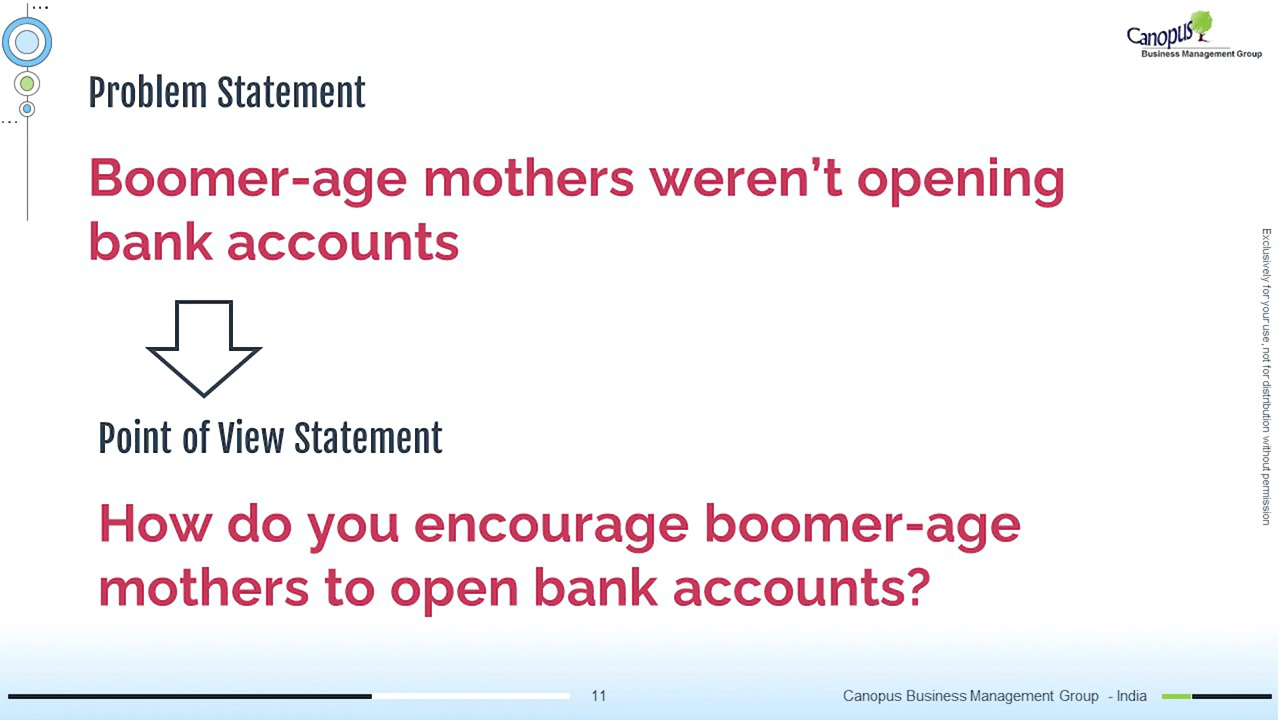 Canopus
Business Management Group
Problem Statement
Boomer-age mothers weren’t opening
bank accounts
Point of View Statement
How do you encourage boomer-age
mothers to open bank accounts?
Exclusively for your use, not for distribution without permission
11
Canopus Business Management Group - India